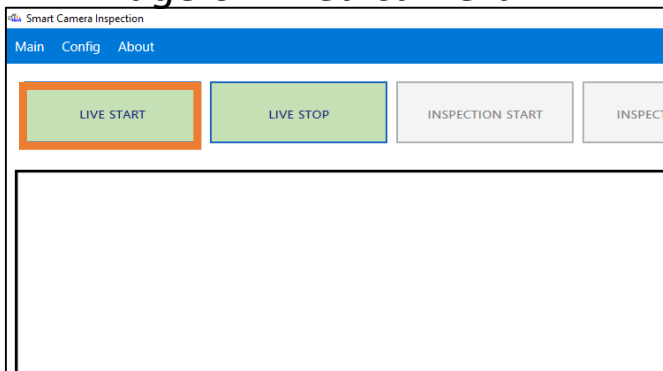 Smart Camera Inspection
Main Config About
LIVE START LIVE STOP INSPECTION START